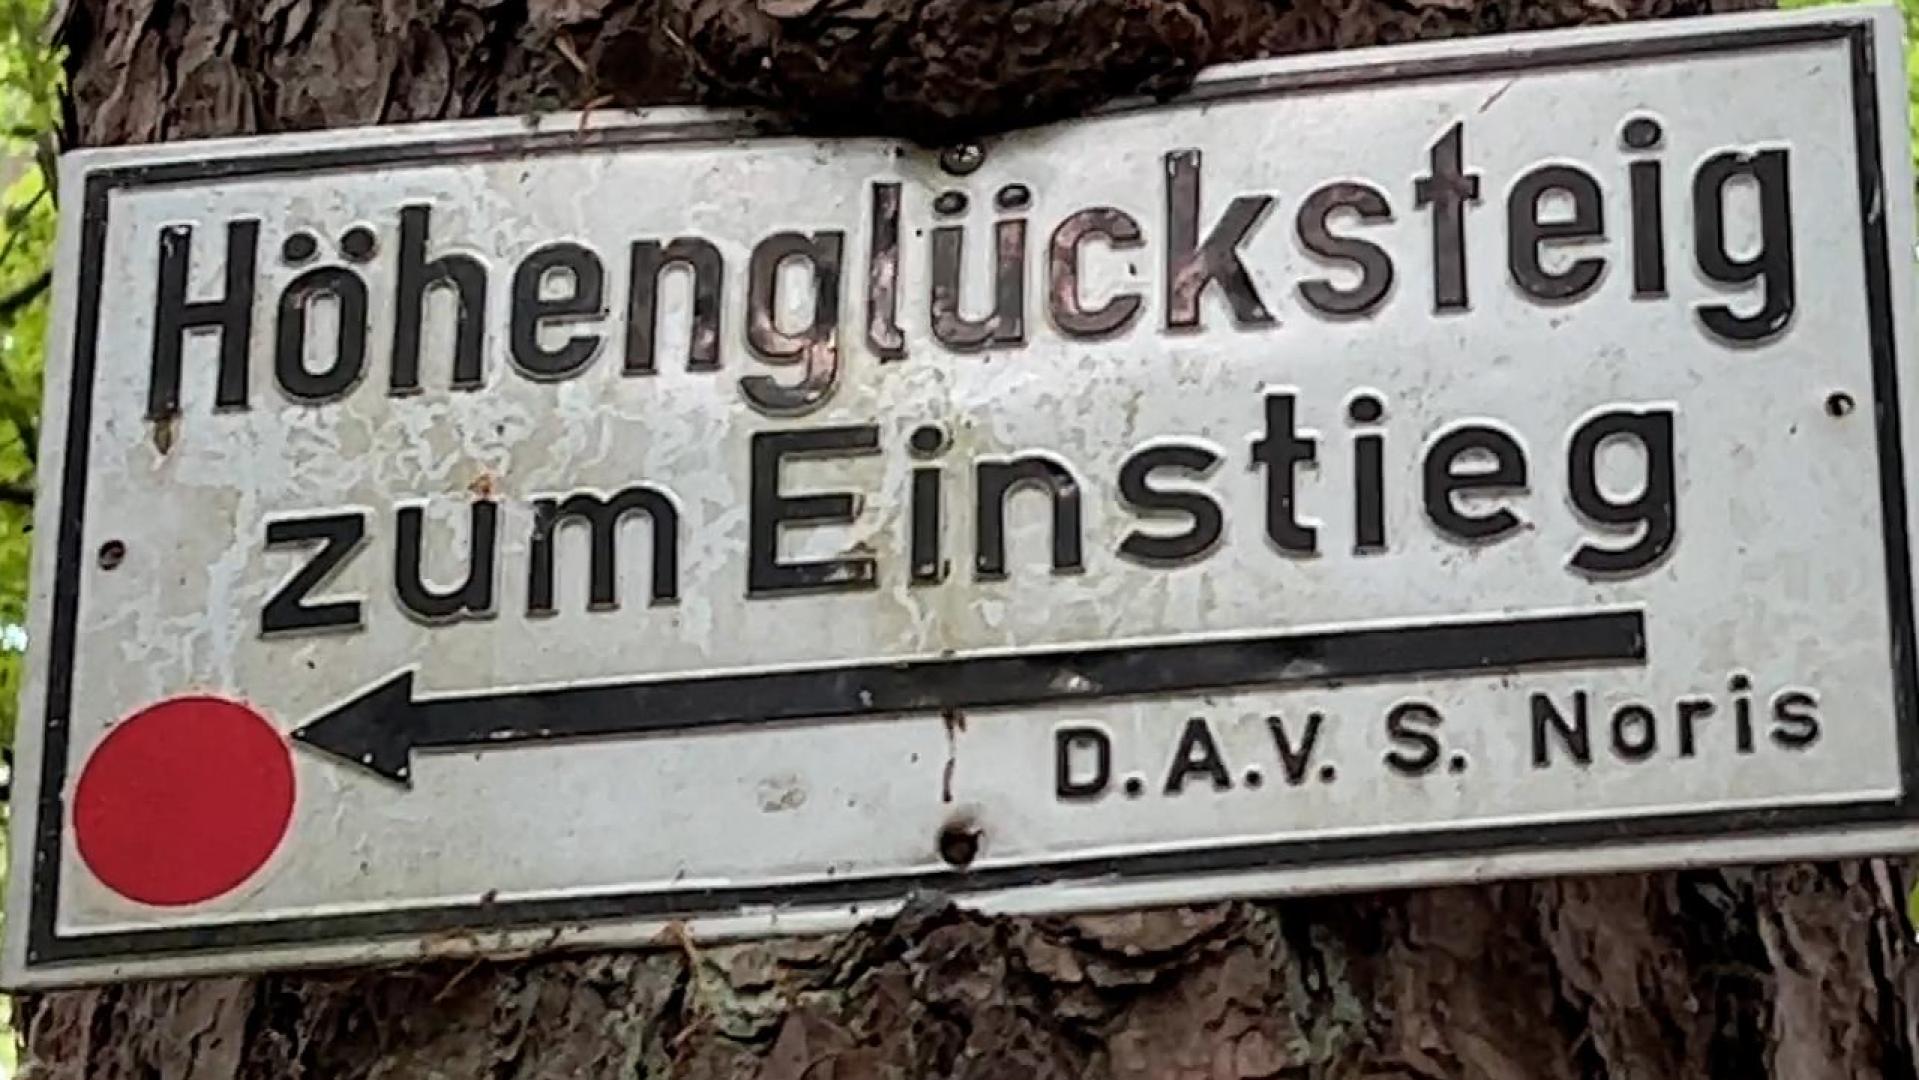 Höhenglücksteig
zum Einstieg
D.A.V. S. Noris